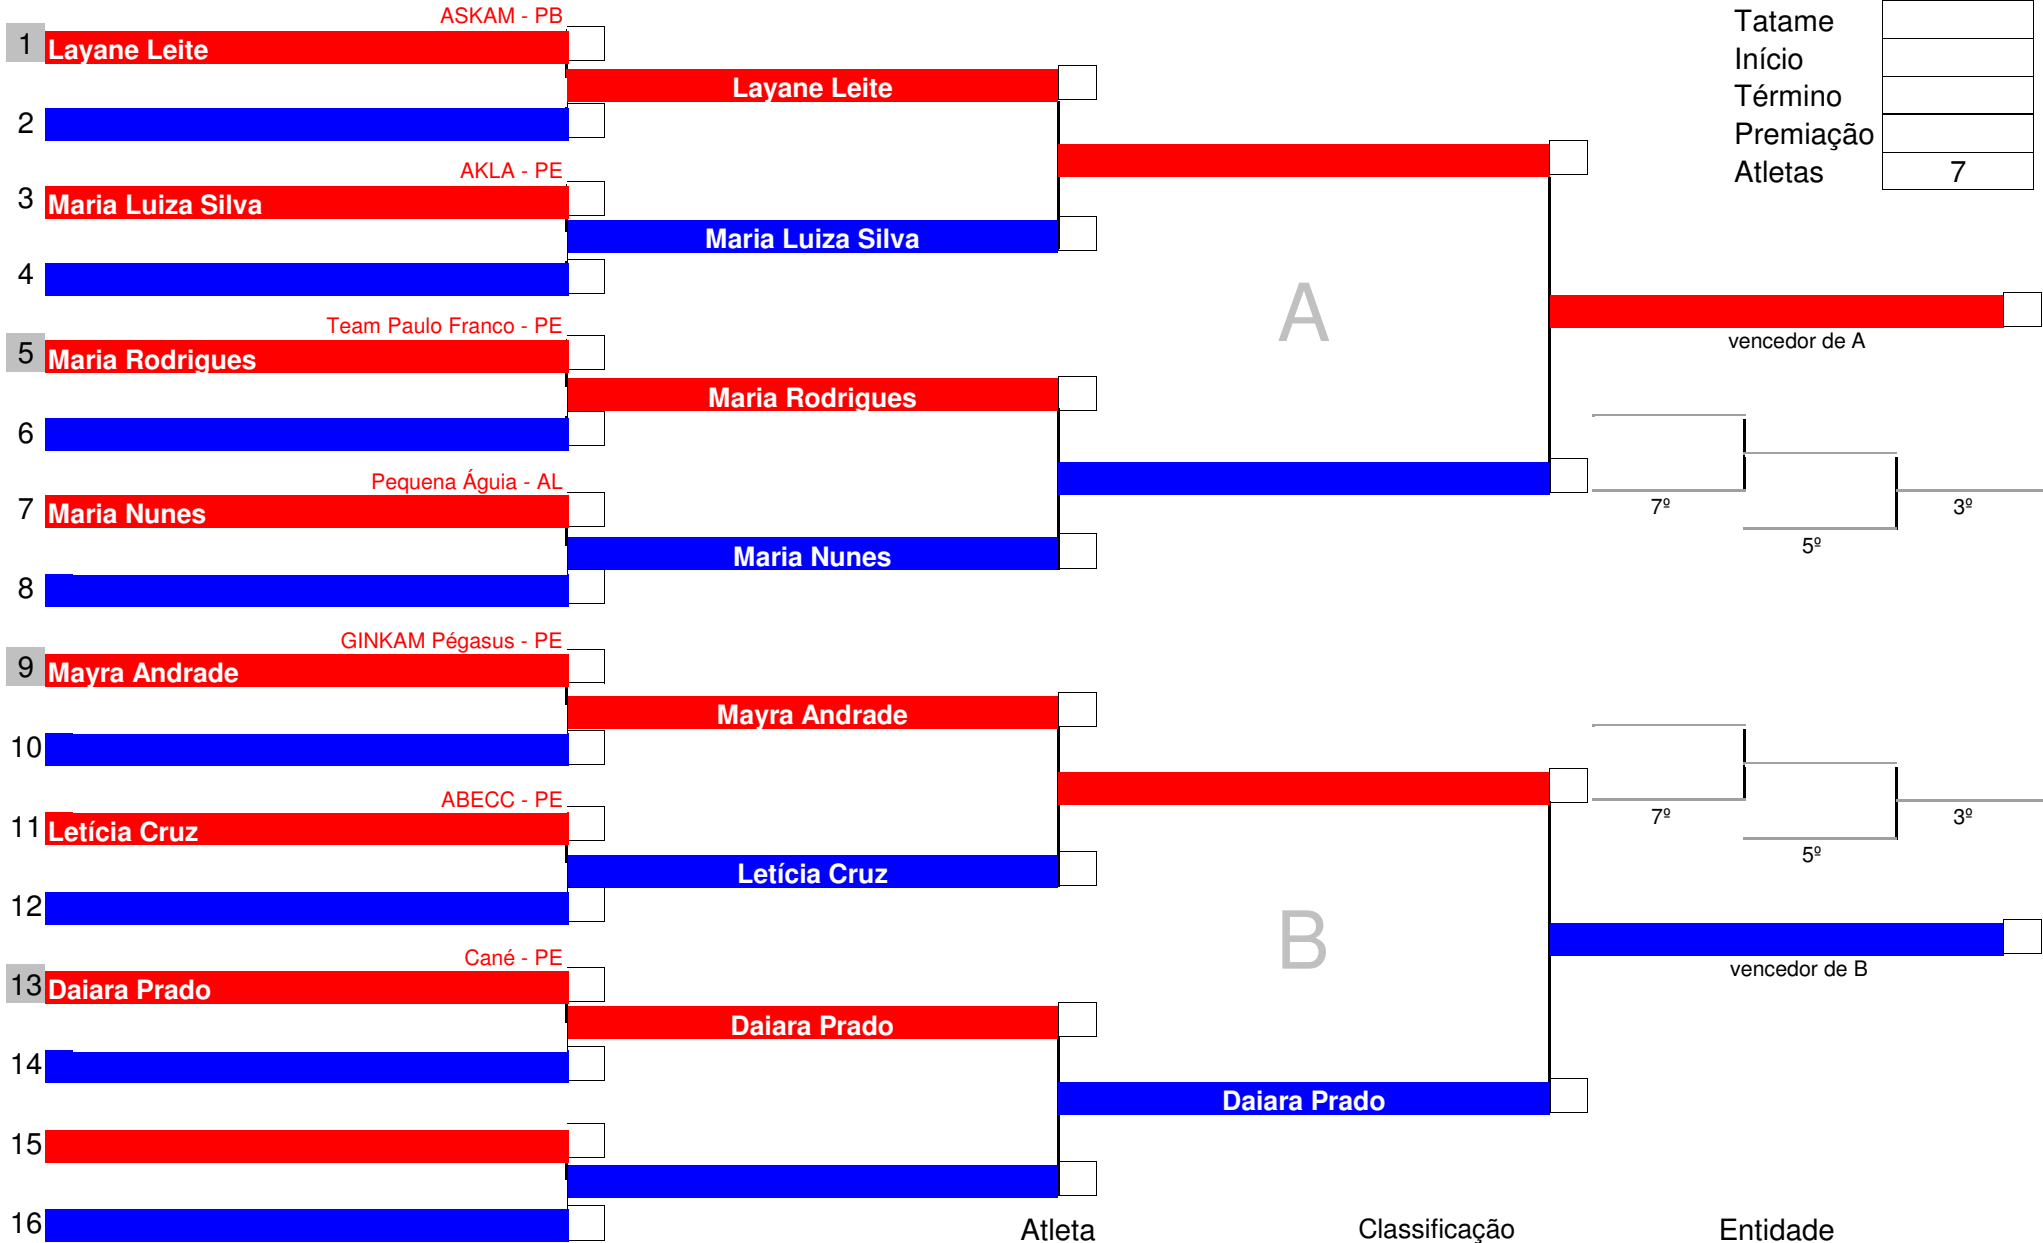 ASKAM - PB
1 Layane Leite
Layane Leite
2
AKLA - PE
3 Maria Luiza Silva
Maria Luiza Silva
4
Team Paulo Franco - PE
5 Maria Rodrigues
Maria Rodrigues
6
Pequena Águia - AL
7 Maria Nunes
Maria Nunes
8
GINKAM Pégasus - PE
9 Mayra Andrade
Mayra Andrade
10
ABECC - PE
11 Letícia Cruz
Letícia Cruz
12
Cané - PE
13 Daiara Prado
Daiara Prado
14
Daiara Prado
15
16
A
B
Tatame
Início
Término
Premiação
Atletas 7
vencedor de A
7º
3º
5º
7º
3º
5º
vencedor de B
Atleta Classificação Entidade